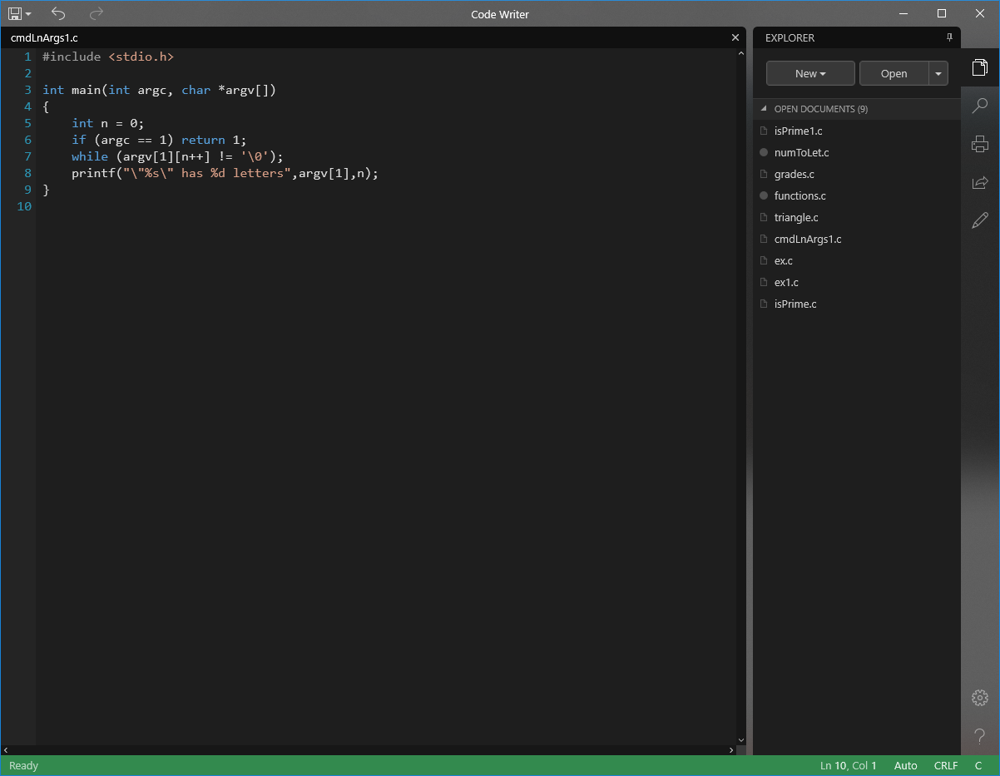 Code Writer
cmdLnArgs1.c
1 #include <stdio.h>
2
3 int main(int argc, char *argv[])
4 {
5     int n = 0;
6     if (argc == 1) return 1;
7     while (argv[1][n++] != '\0');
8     printf("\"%s\" has %d letters",argv[1],n);
9 }
10
EXPLORER
New
Open
OPEN DOCUMENTS (9)
isPrime1.c
numToLet.c
grades.c
functions.c
triangle.c
cmdLnArgs1.c
ex.c
ex1.c
isPrime.c
Ready
Ln 10, Col 1
Auto
CRLF
C